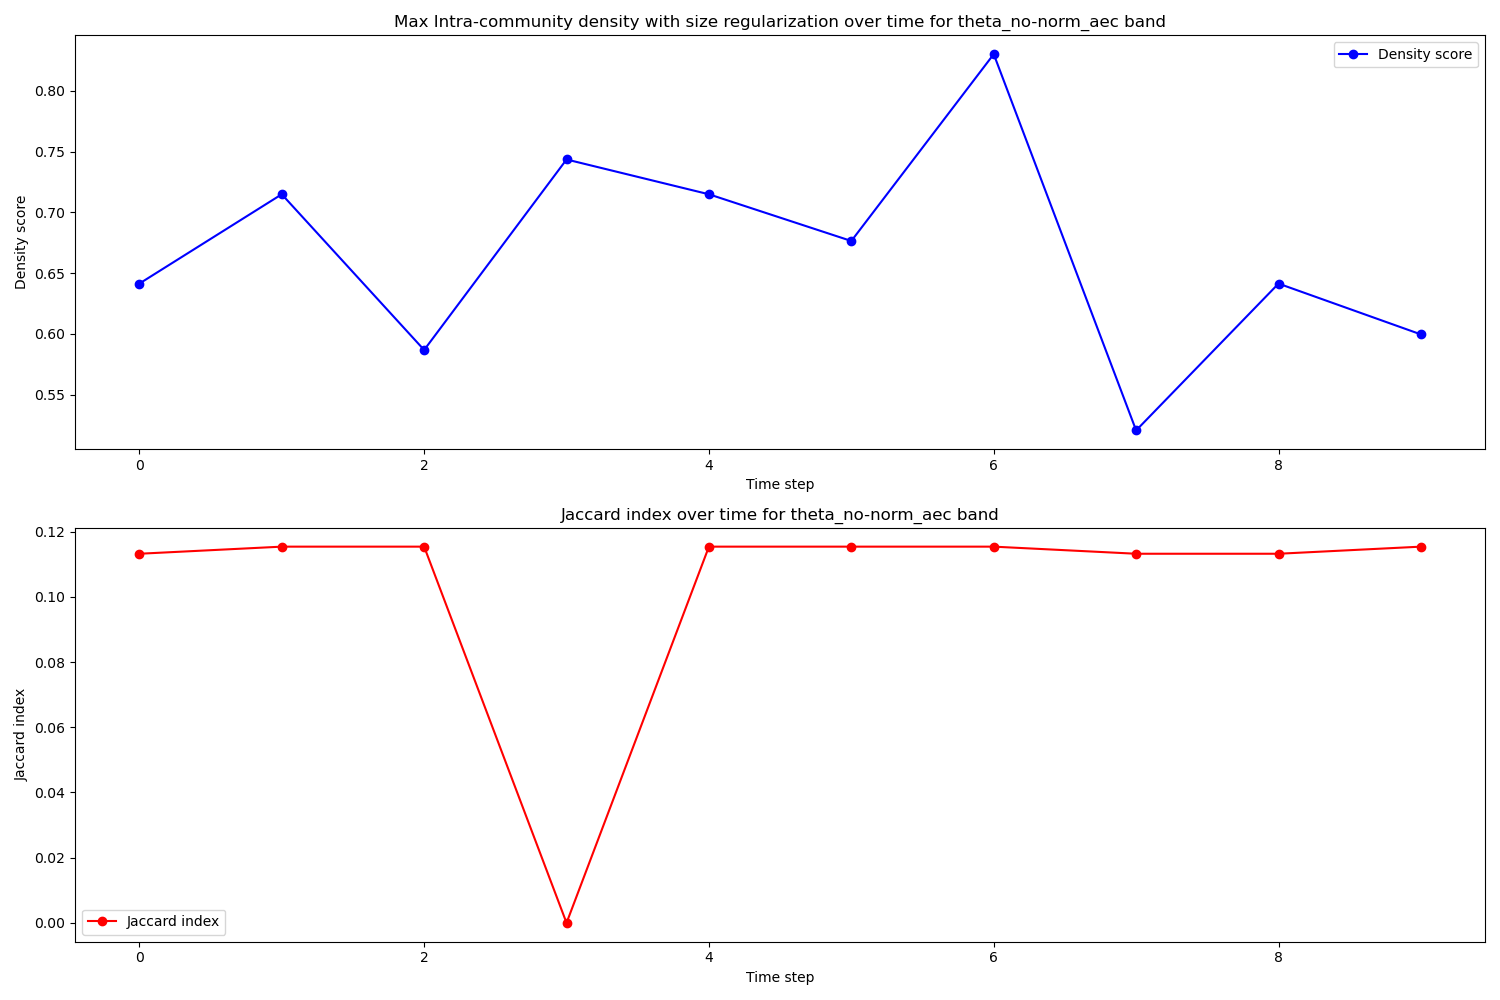 Max Intra-community density with size regularization over time for theta_no-norm_aec band
Density score
0.80
0.75
0.70
0.65
0.60
0.55
Density score
0 2 4 6 8
Time step
Jaccard index over time for theta_no-norm_aec band
0.12
0.10
0.08
0.06
0.04
0.02
0.00
Jaccard index
Jaccard index
0 2 4 6 8
Time step